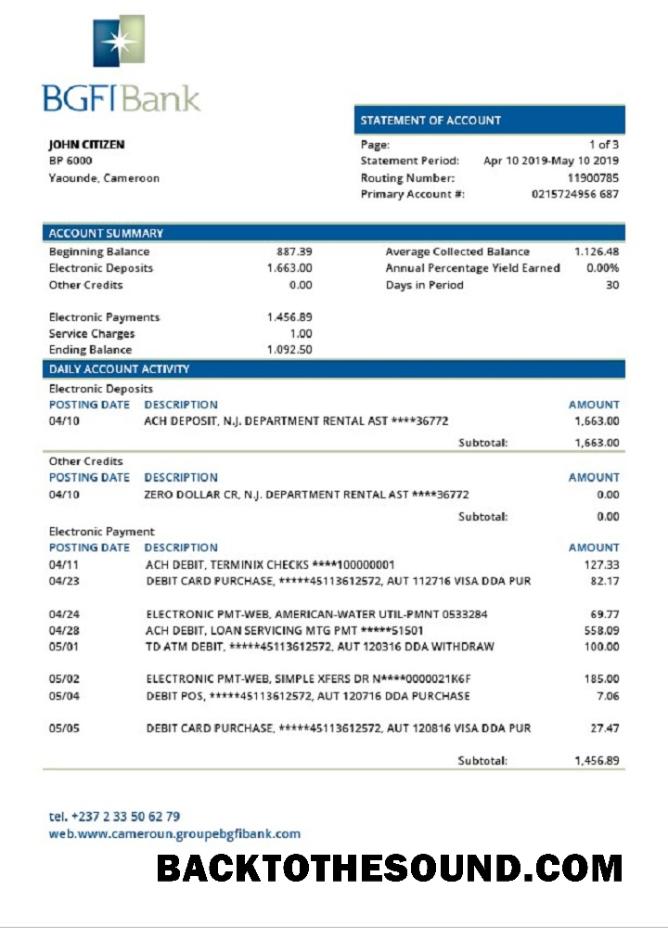 BGFIBank
STATEMENT OF ACCOUNT
JOHN CITIZEN
BP 6000
Yaounde, Cameroon
Page: 1 of 3
Statement Period: Apr 10 2019-May 10 2019
Routing Number: 11900785
Primary Account #: 0215724956 687
ACCOUNT SUMMARY
Beginning Balance 887.39 Average Collected Balance 1.126.48
Electronic Deposits 1.663.00 Annual Percentage Yield Earned 0.00%
Other Credits 0.00 Days in Period 30
Electronic Payments 1.456.89
Service Charges 1.00
Ending Balance 1.092.50
DAILY ACCOUNT ACTIVITY
Electronic Deposits
POSTING DATE DESCRIPTION AMOUNT
04/10 ACH DEPOSIT, N.J. DEPARTMENT RENTAL AST ****36772 1,663.00
Subtotal: 1,663.00
Other Credits
POSTING DATE DESCRIPTION AMOUNT
04/10 ZERO DOLLAR CR, N.J. DEPARTMENT RENTAL AST ****36772 0.00
Subtotal: 0.00
Electronic Payment
POSTING DATE DESCRIPTION AMOUNT
04/11 ACH DEBIT, TERMINIX CHECKS ****100000001 127.33
04/23 DEBIT CARD PURCHASE, *****45113612572, AUT 112716 VISA DDA PUR 82.17
04/24 ELECTRONIC PMT-WEB, AMERICAN-WATER UTIL-PMNT 0533284 69.77
04/28 ACH DEBIT, LOAN SERVICING MTG PMT *****51501 558.09
05/01 TD ATM DEBIT, *****45113612572, AUT 120316 DDA WITHDRAW 100.00
05/02 ELECTRONIC PMT-WEB, SIMPLE XFERS DR N****0000021K6F 185.00
05/04 DEBIT POS, *****45113612572, AUT 120716 DDA PURCHASE 7.06
05/05 DEBIT CARD PURCHASE, *****45113612572, AUT 120816 VISA DDA PUR 27.47
Subtotal: 1,456.89
tel. +237 2 33 50 62 79
web.www.cameroun.groupebgfibank.com
BACKTOTHESOUND.COM